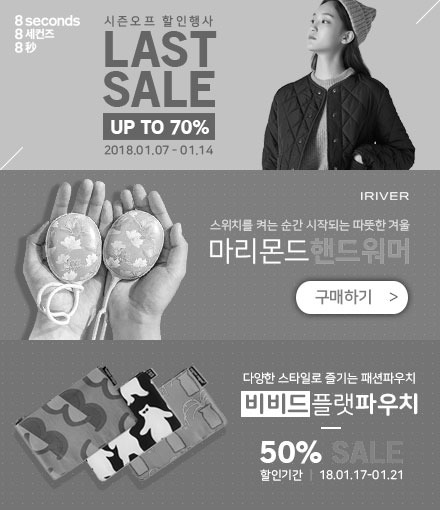 8 seconds
8 세컨즈
8 秒
시즌오프 할인행사
LAST
SALE
UP TO 70%
2018.01.07 - 01.14
IRIVER
스위치를 켜는 순간 시작되는 따뜻한 겨울
마리몬드핸드워머
구매하기 >
다양한 스타일로 즐기는 패션파우치
비비드플랫파우치
50% SALE
할인기간 | 18.01.17-01.21